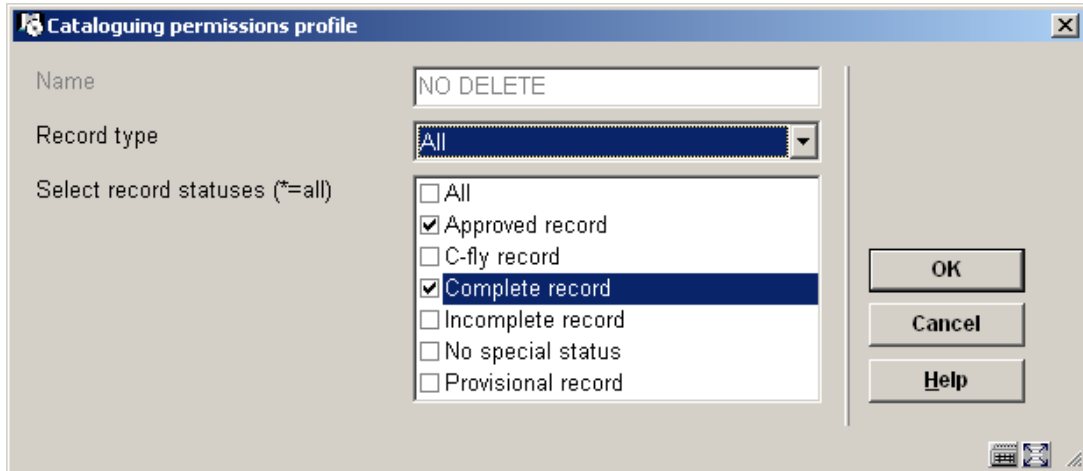 Cataloguing permissions profile
Name
NO DELETE
Record type
All
Select record statuses (*=all)
All
Approved record
C-fly record
Complete record
Incomplete record
No special status
Provisional record
OK
Cancel
Help